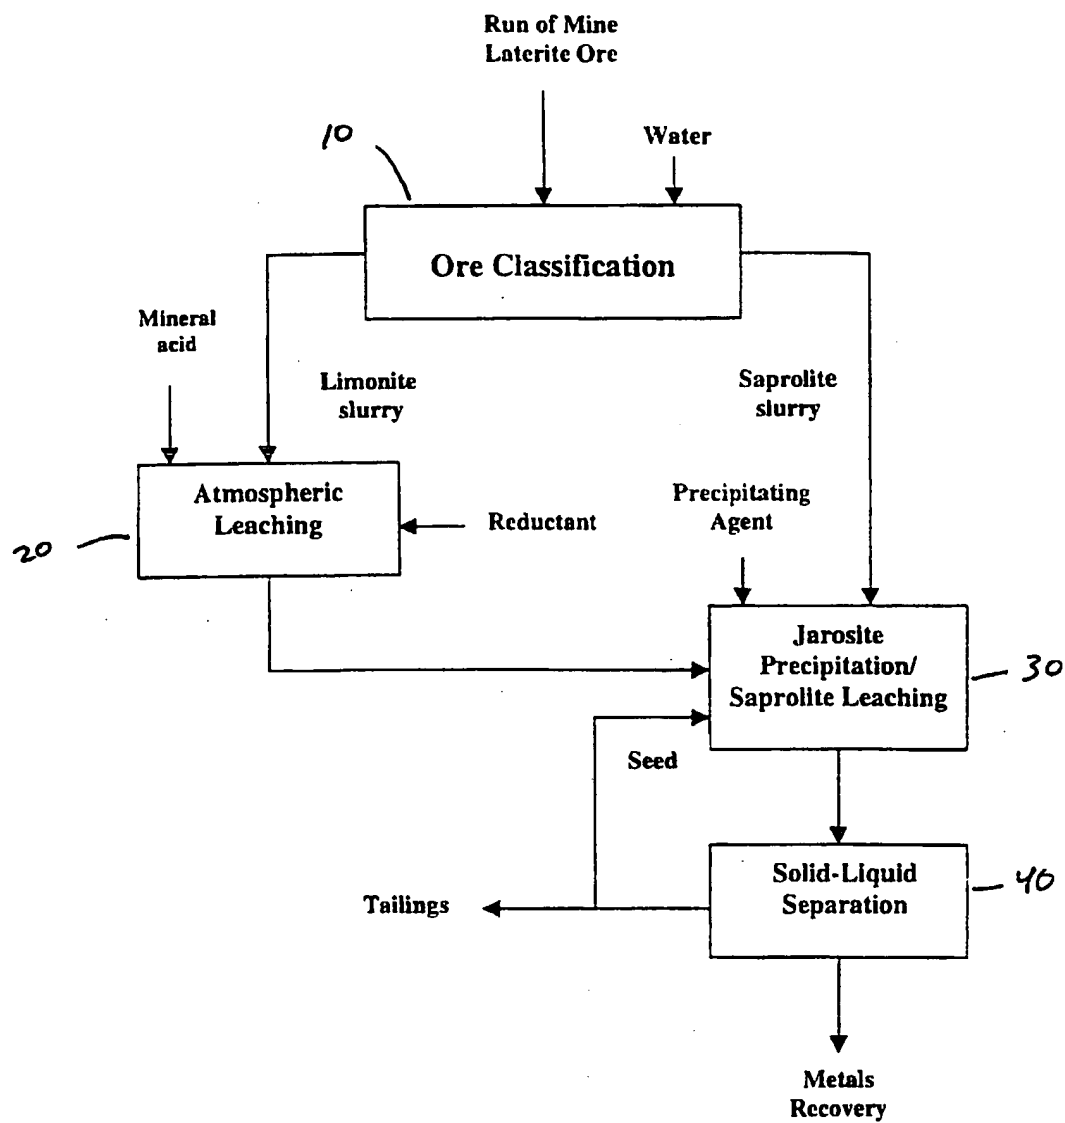 Run of Mine
Laterite Ore
10
Water
Ore Classification
Mineral
acid
Limonite
slurry
Saprolite
slurry
Atmospheric
Leaching
Reductant
Precipitating
Agent
20
Jarosite
Precipitation/
Saprolite Leaching
30
Seed
Solid-Liquid
Separation
40
Tailings
Metals
Recovery